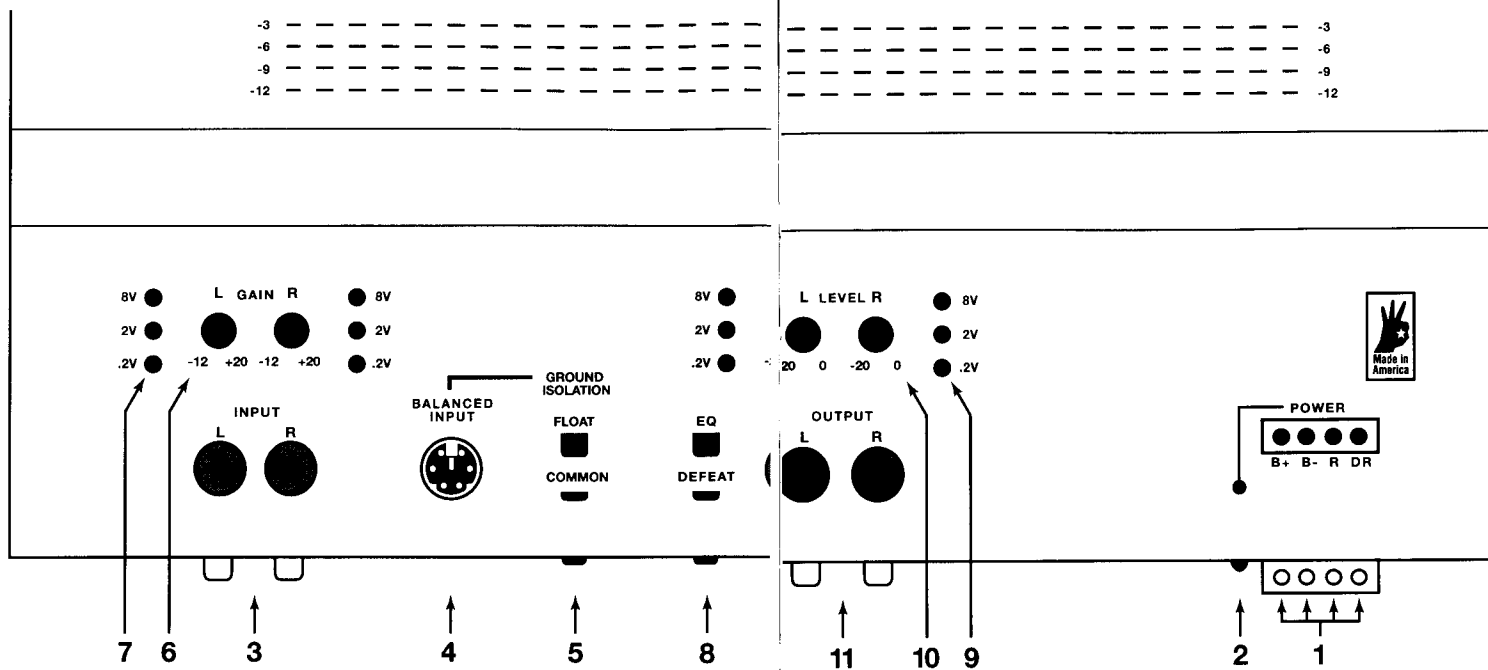 -3 -3
-6 -6
-9 -9
-12 -12
8V L GAIN R 8V 8V L LEVEL R 8V
2V 2V 2V 2V
.2V -12 +20 -12 +20 .2V .2V 20 0 -20 0 .2V
Made in
America
GROUND
ISOLATION
BALANCED
INPUT
INPUT
L R
FLOAT
COMMON
EQ
DEFEAT
OUTPUT
L R
POWER
B+ B- R DR
7 6 3 4 5 8 11 10 9 2 1